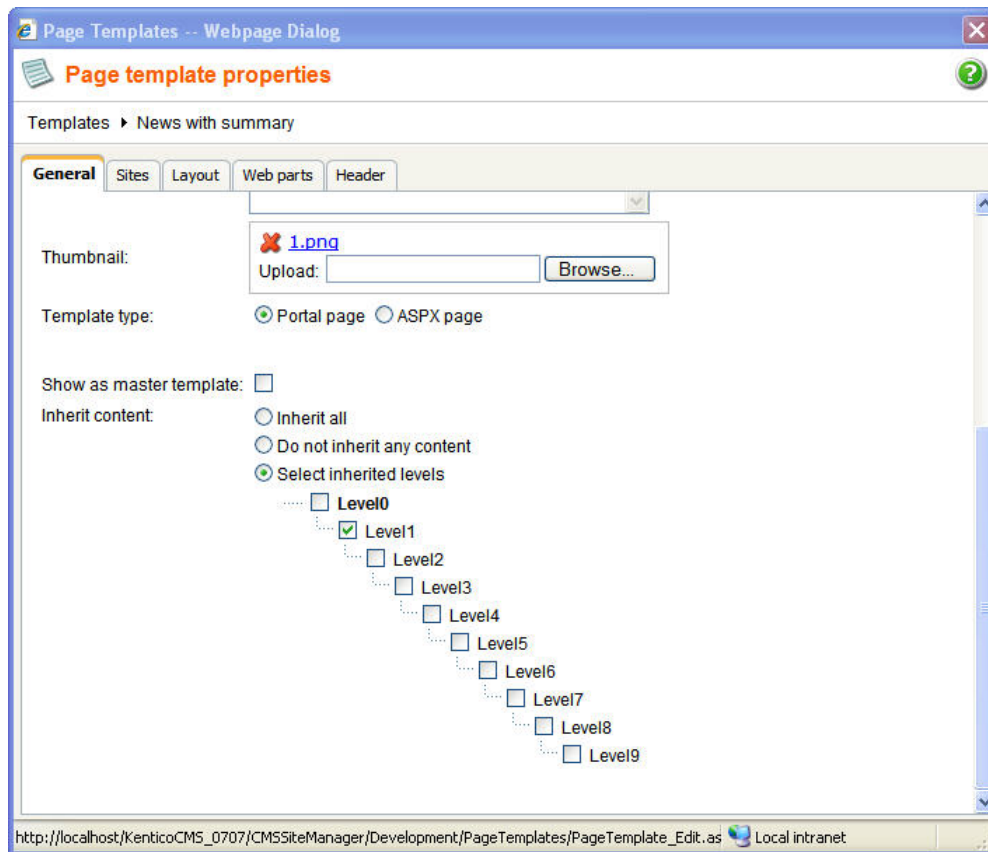 Page Templates -- Webpage Dialog
Page template properties
Templates News with summary
General Sites Layout Web parts Header
Thumbnail:
1.png
Upload: Browse...
Template type: Portal page ASPX page
Show as master template:
Inherit content: Inherit all
Do not inherit any content
Select inherited levels
Level0
Level1
Level2
Level3
Level4
Level5
Level6
Level7
Level8
Level9
http://localhost/KenticoCMS_0707/CMSSiteManager/Development/PageTemplates/PageTemplate_Edit.as Local intranet